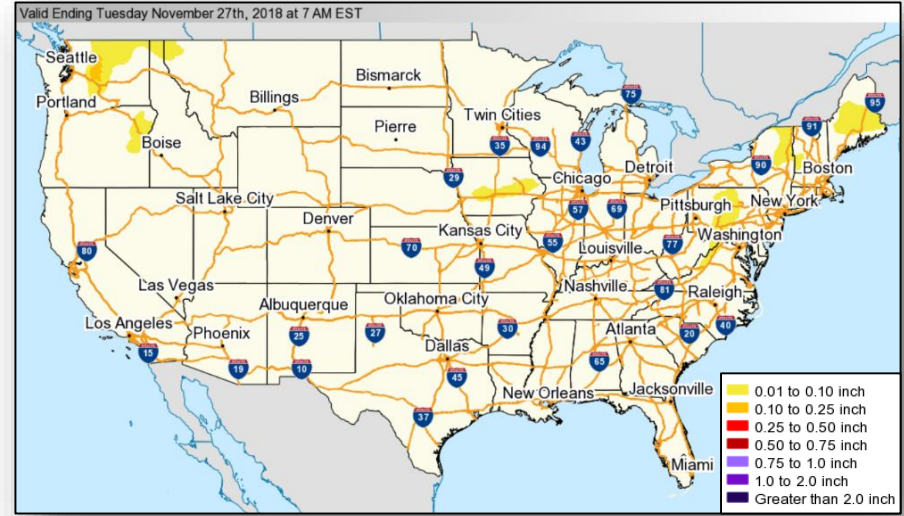 Valid Ending Tuesday November 27th, 2018 at 7 AM EST
Seattle
Portland
Boise
Billings
Bismarck
Pierre
Twin Cities
75
95
91
90
35
94
43
29
Chicago
Detroit
Boston
Salt Lake City
Denver
57
69
Pittsburgh
New York
Kansas City
Washington
80
70
55
Louisville
77
49
Las Vegas
Albuquerque
Oklahoma City
Nashville
81
Raleigh
Los Angeles
Phoenix
25
27
30
Atlanta
20
40
15
19
10
Dallas
45
65
New Orleans
Jacksonville
37
Miami
0.01 to 0.10 inch
0.10 to 0.25 inch
0.25 to 0.50 inch
0.50 to 0.75 inch
0.75 to 1.0 inch
1.0 to 2.0 inch
Greater than 2.0 inch